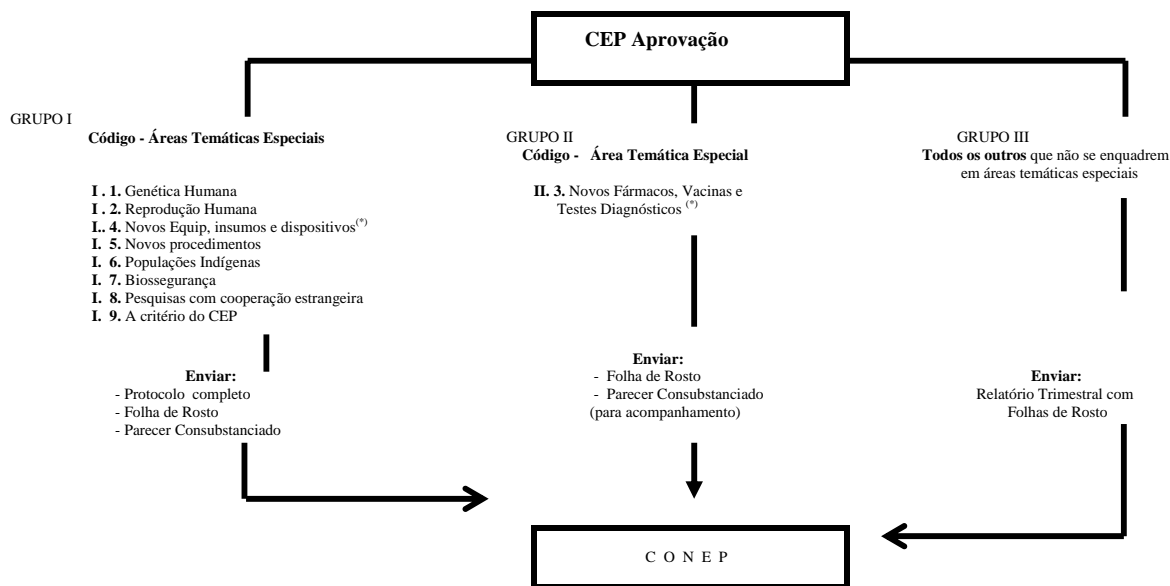 CEP Aprovação
GRUPO I
Código - Áreas Temáticas Especiais
I . 1. Genética Humana
I . 2. Reprodução Humana
I.. 4. Novos Equip, insumos e dispositivos(*)
I. 5. Novos procedimentos
I. 6. Populações Indígenas
I. 7. Biossegurança
I. 8. Pesquisas com cooperação estrangeira
I. 9. A critério do CEP
Enviar:
- Protocolo completo
- Folha de Rosto
- Parecer Consubstanciado
GRUPO II
Código - Área Temática Especial
II. 3. Novos Fármacos, Vacinas e
Testes Diagnósticos (*)
Enviar:
- Folha de Rosto
- Parecer Consubstanciado
(para acompanhamento)
GRUPO III
Todos os outros que não se enquadrem
em áreas temáticas especiais
Enviar:
Relatório Trimestral com
Folhas de Rosto
C O N E P